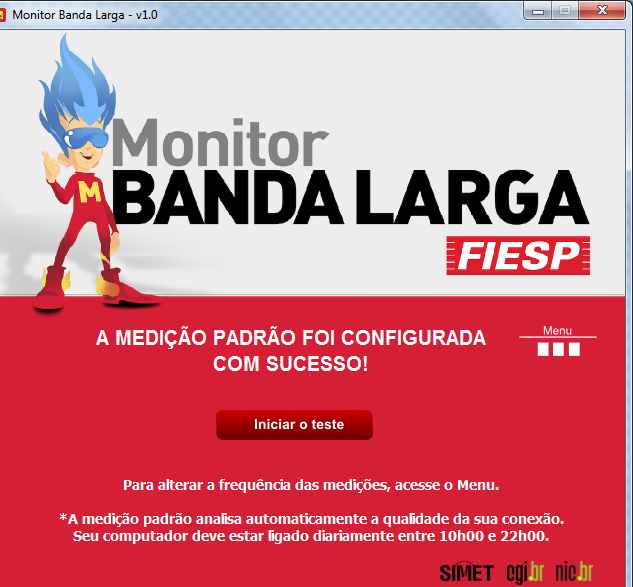 Monitor Banda Larga - v1.0
Monitor
BANDA LARGA
M
FIESP
A MEDIÇÃO PADRÃO FOI CONFIGURADA
COM SUCESSO!
Menu
Iniciar o teste
Para alterar a frequência das medições, acesse o Menu.
*A medição padrão analisa automaticamente a qualidade da sua conexão.
Seu computador deve estar ligado diariamente entre 10h00 e 22h00.
SIMET cgi.br nic.br